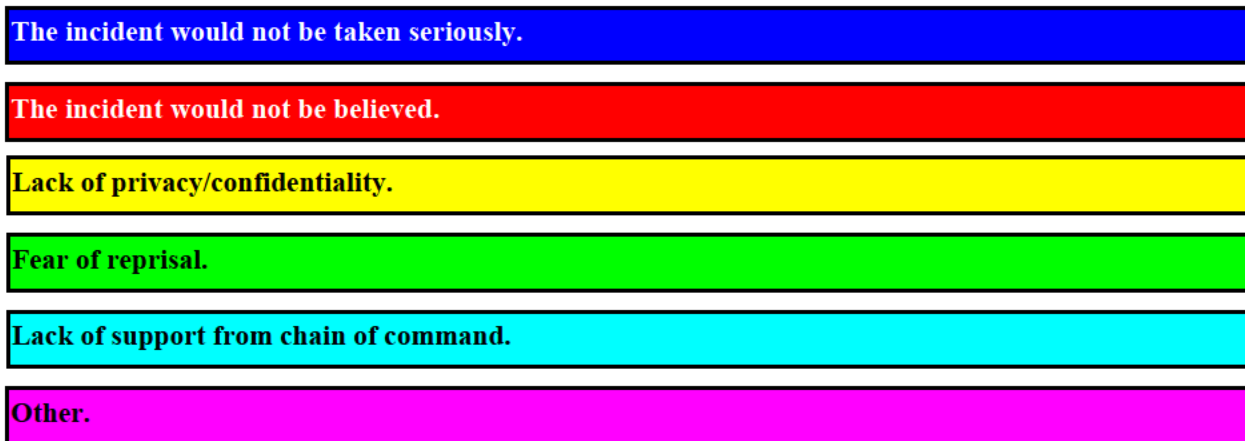 The incident would not be taken seriously.
The incident would not be believed.
Lack of privacy/confidentiality.
Fear of reprisal.
Lack of support from chain of command.
Other.